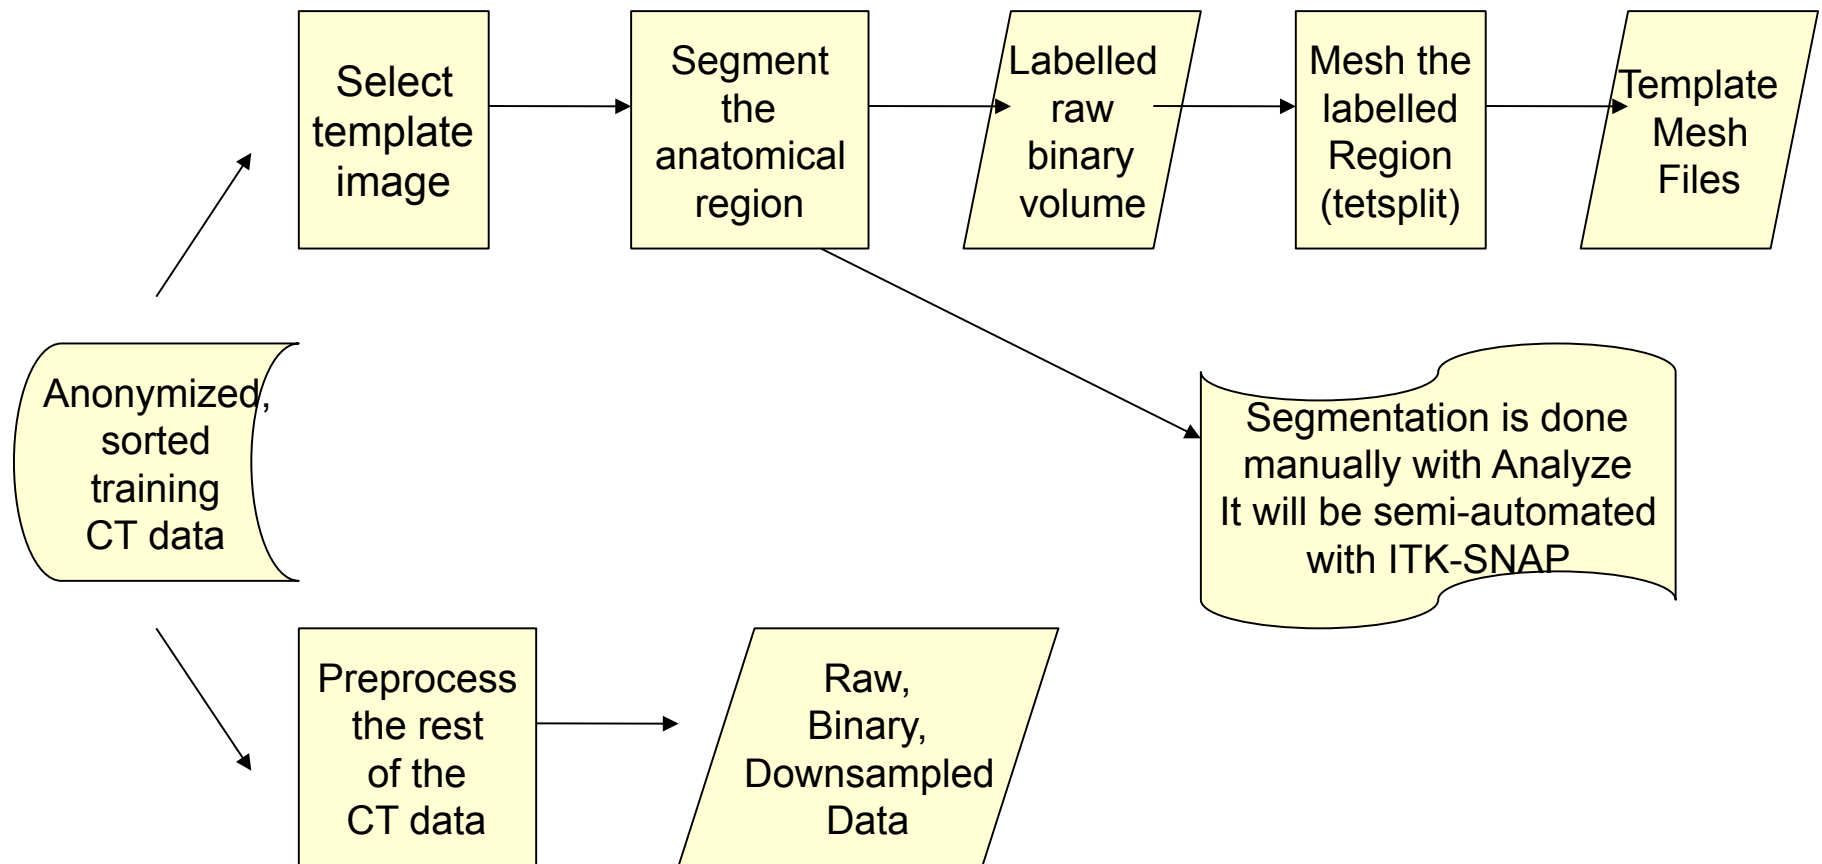 Select
template
image
Segment
the
anatomical
region
Labelled
raw
binary
volume
Mesh the
labelled
Region
(tetsplit)
Template
Mesh
Files
Anonymized,
sorted
training
CT data
Segmentation is done
manually with Analyze
It will be semi-automated
with ITK-SNAP
Preprocess
the rest
of the
CT data
Raw,
Binary,
Downsampled
Data